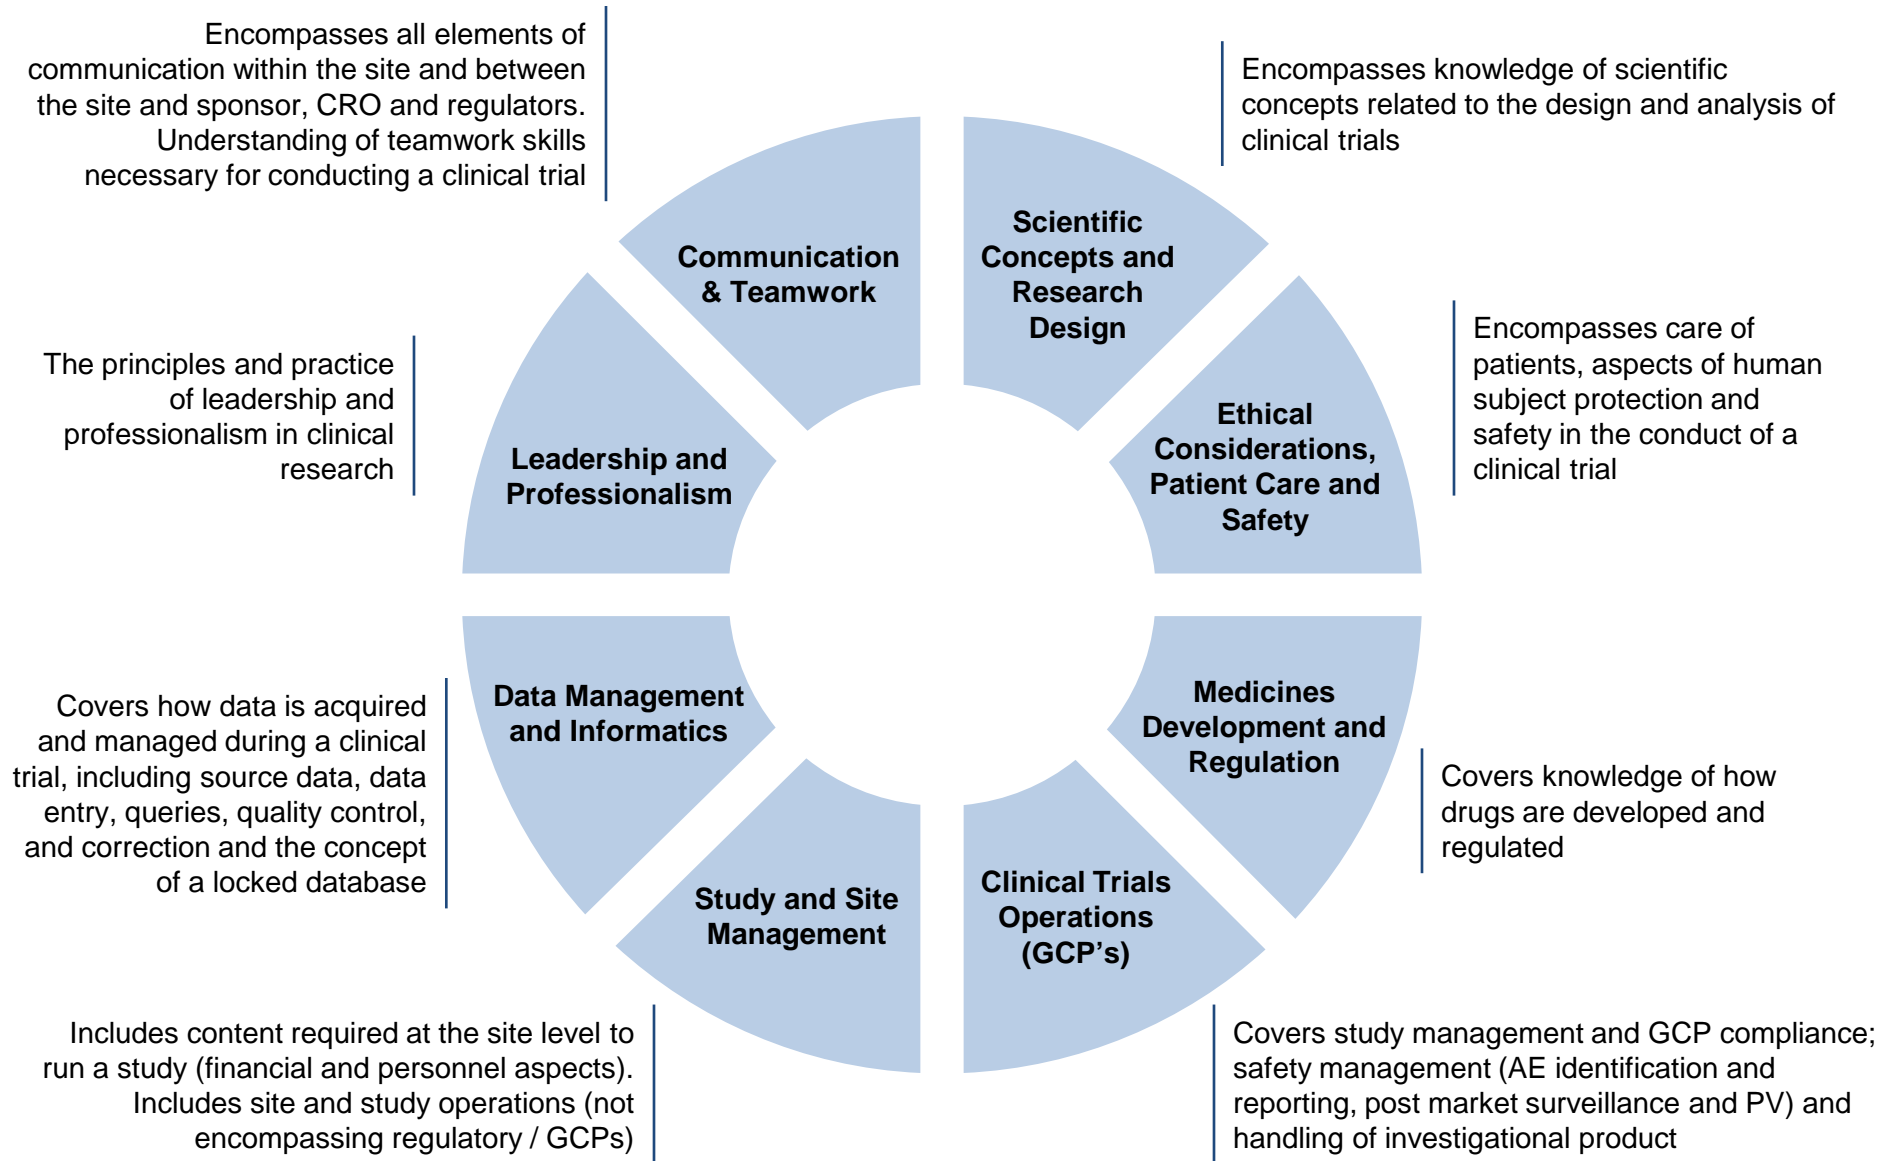 Encompasses all elements of
communication within the site and between
the site and sponsor, CRO and regulators.
Understanding of teamwork skills
necessary for conducting a clinical trial
Encompasses knowledge of scientific
concepts related to the design and analysis of
clinical trials
Communication
& Teamwork
Scientific
Concepts and
Research
Design
The principles and practice
of leadership and
professionalism in clinical
research
Leadership and
Professionalism
Ethical
Considerations,
Patient Care and
Safety
Encompasses care of
patients, aspects of human
subject protection and
safety in the conduct of a
clinical trial
Covers how data is acquired
and managed during a clinical
trial, including source data, data
entry, queries, quality control,
and correction and the concept
of a locked database
Data Management
and Informatics
Medicines
Development and
Regulation
Covers knowledge of how
drugs are developed and
regulated
Study and Site
Management
Clinical Trials
Operations
(GCP’s)
Includes content required at the site level to
run a study (financial and personnel aspects).
Includes site and study operations (not
encompassing regulatory / GCPs)
Covers study management and GCP compliance;
safety management (AE identification and
reporting, post market surveillance and PV) and
handling of investigational product